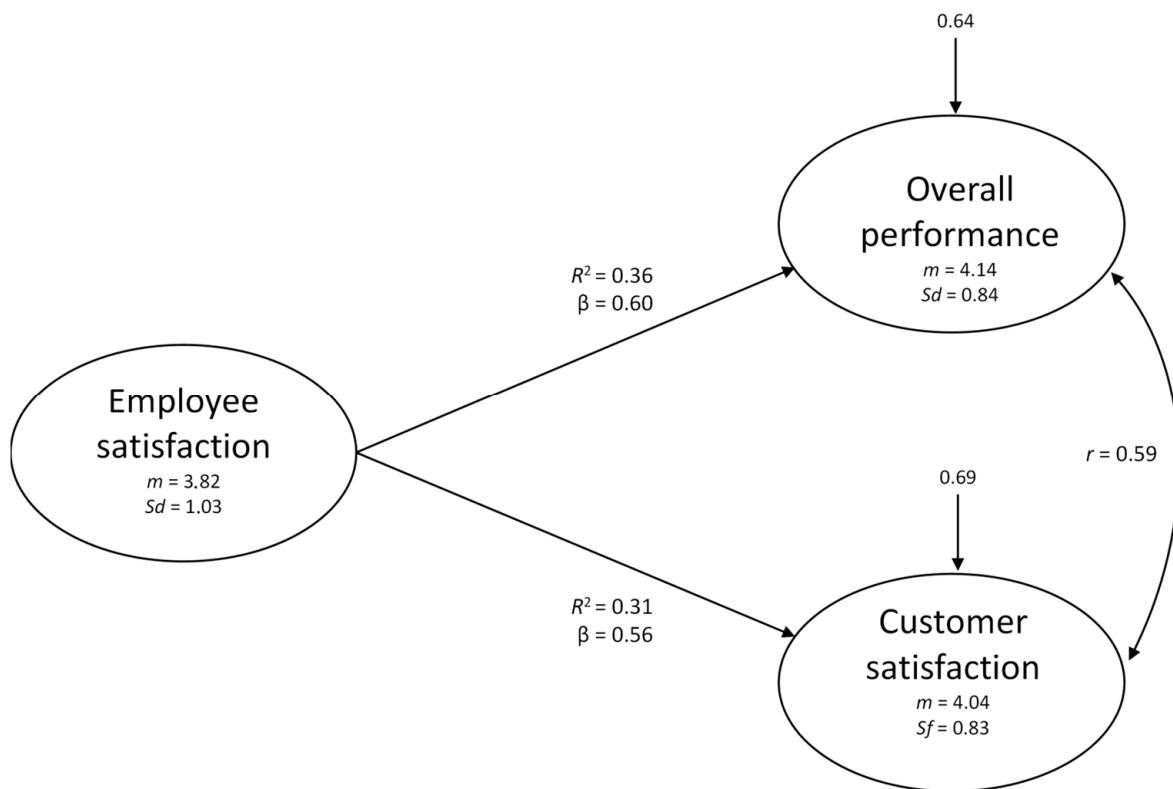 0.64
Overall
performance
m = 4.14
Sd = 0.84
R² = 0.36
β = 0.60
Employee
satisfaction
m = 3.82
Sd = 1.03
r = 0.59
0.69
R² = 0.31
β = 0.56
Customer
satisfaction
m = 4.04
Sf = 0.83